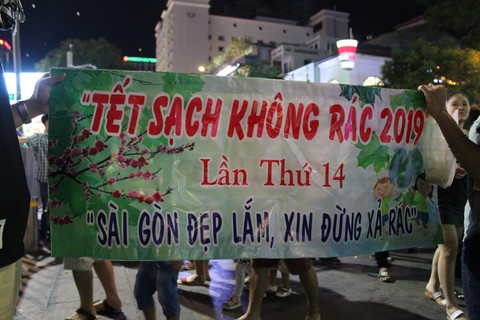 "TẾT SẠCH KHÔNG RÁC 2019
Lần Thứ 14
"SÀI GÒN ĐẸP LẮM, XIN ĐỪNG XẢ RÁC"